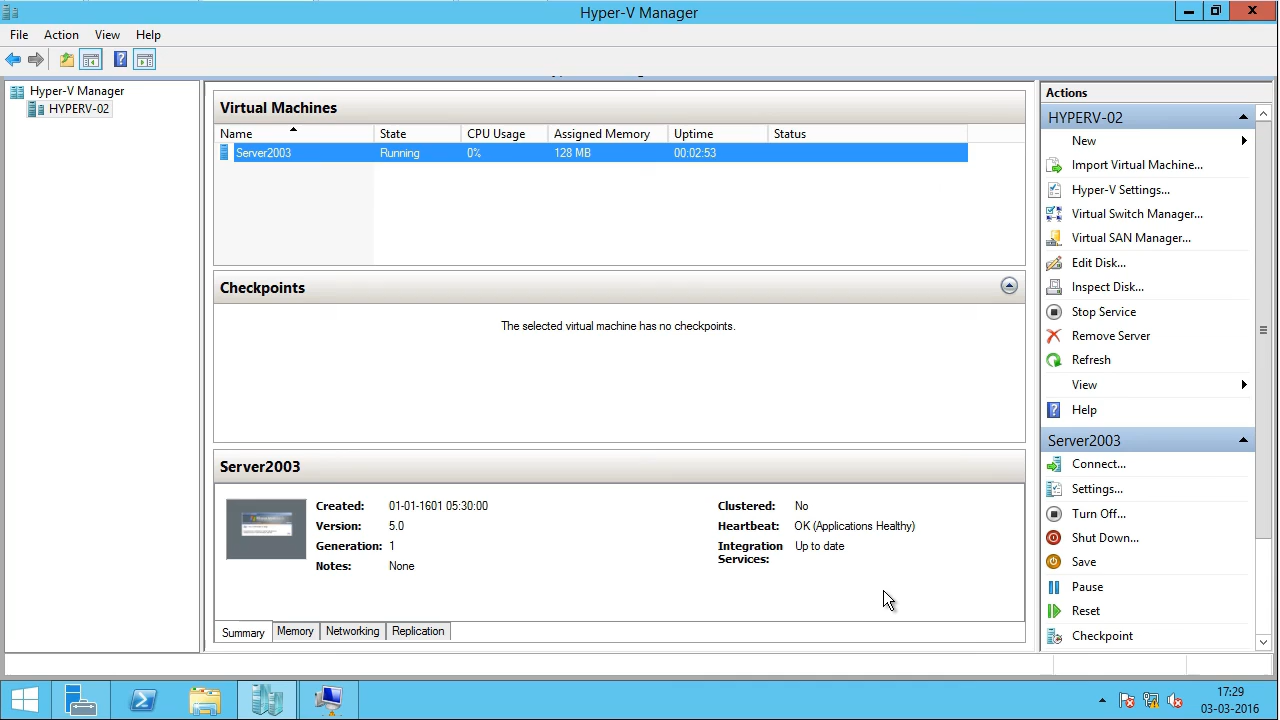 Hyper-V Manager
File Action View Help
Hyper-V Manager
HYPERV-02
Virtual Machines
Name State CPU Usage Assigned Memory Uptime Status
Server2003 Running 0% 128 MB 00:02:53
Checkpoints
The selected virtual machine has no checkpoints.
Server2003
Created: 01-01-1601 05:30:00
Version: 5.0
Generation: 1
Notes: None
Clustered: No
Heartbeat: OK (Applications Healthy)
Integration Services: Up to date
Summary Memory Networking Replication
Actions
HYPERV-02
New
Import Virtual Machine...
Hyper-V Settings...
Virtual Switch Manager...
Virtual SAN Manager...
Edit Disk...
Inspect Disk...
Stop Service
Remove Server
Refresh
View
Help
Server2003
Connect...
Settings...
Turn Off...
Shut Down...
Save
Pause
Reset
Checkpoint
17:29
03-03-2016